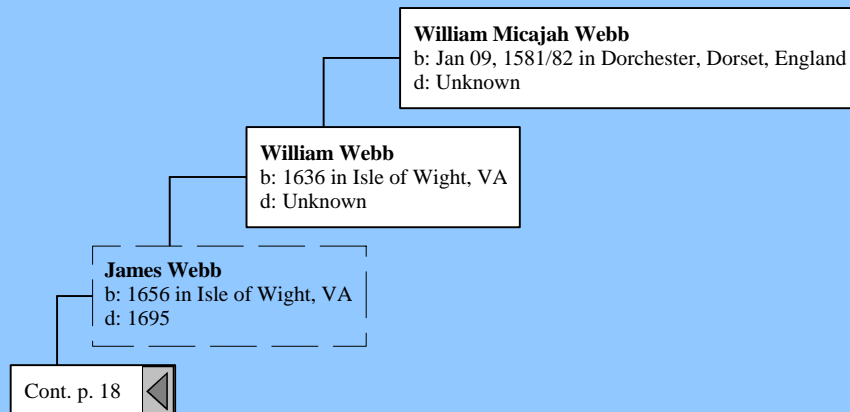 William Micajah Webb
b: Jan 09, 1581/82 in Dorchester, Dorset, England
d: Unknown
William Webb
b: 1636 in Isle of Wight, VA
d: Unknown
James Webb
b: 1656 in Isle of Wight, VA
d: 1695
Cont. p. 18